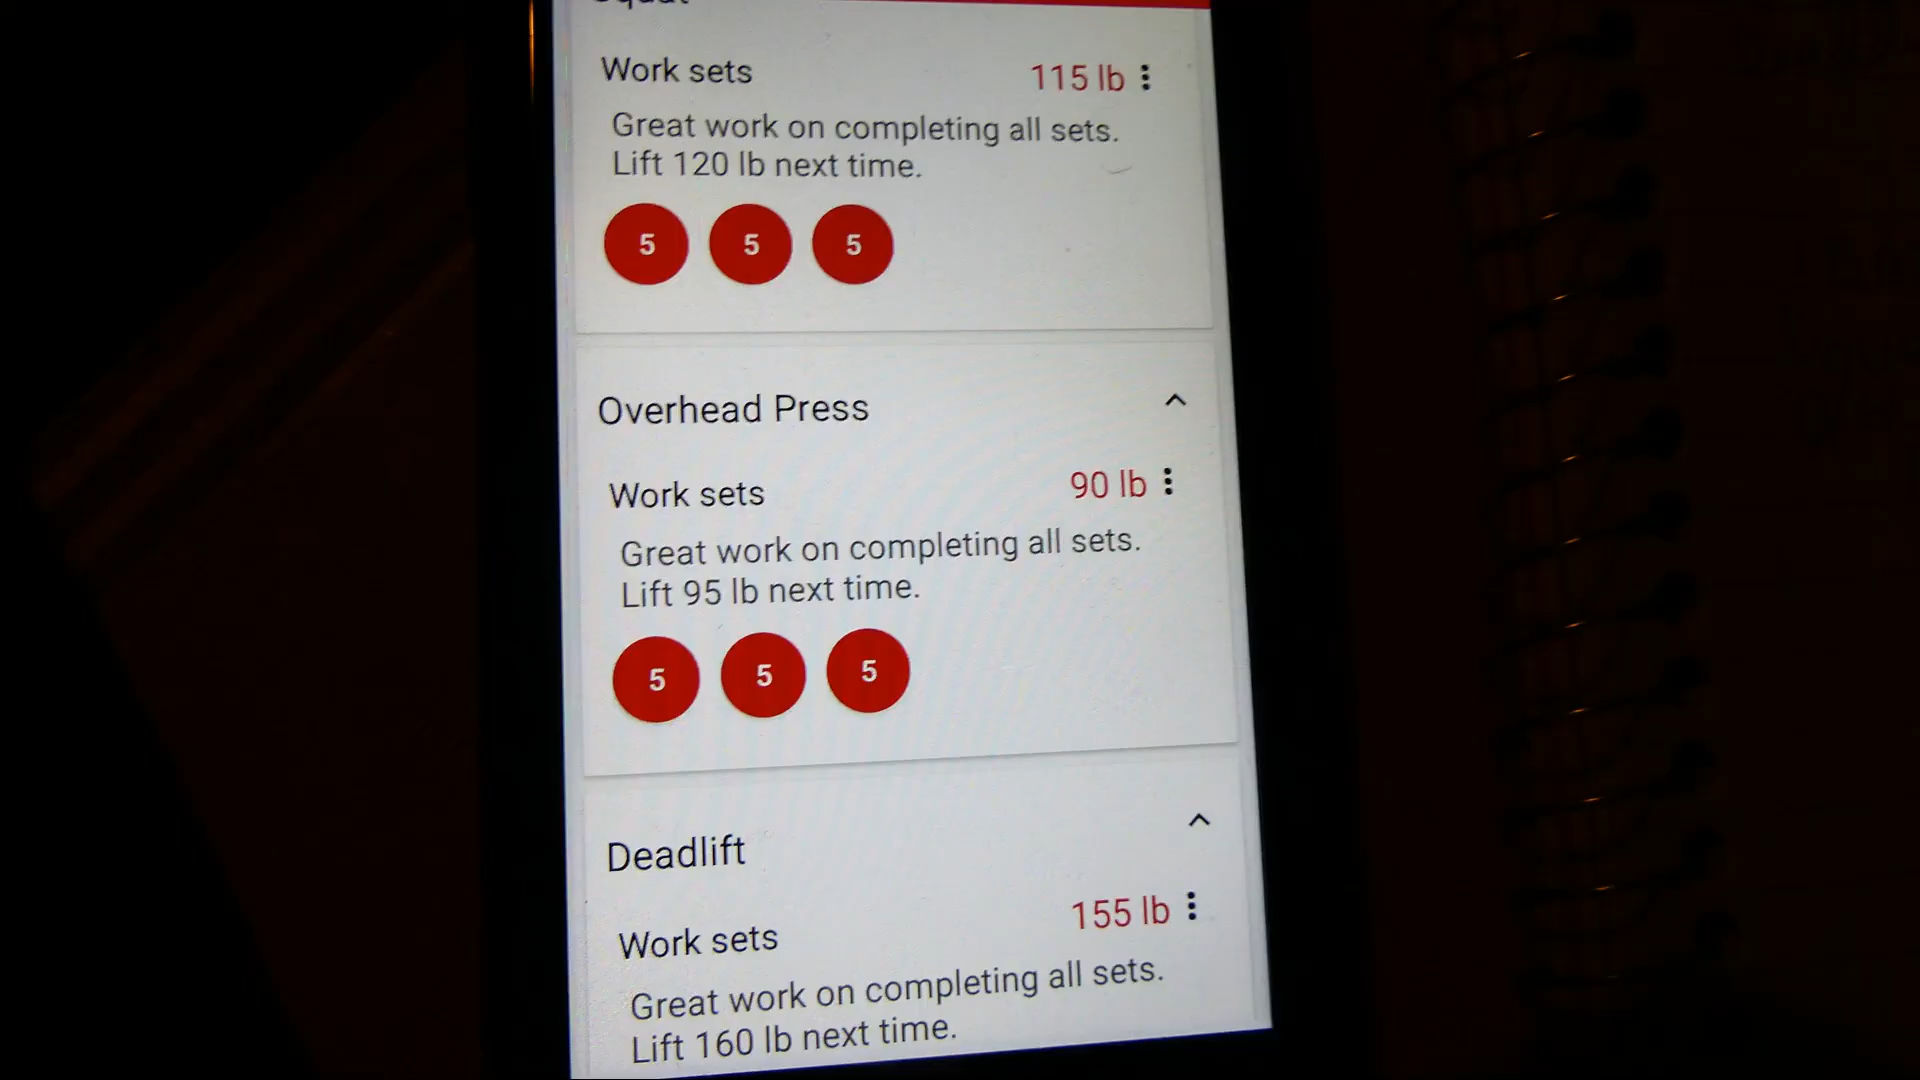 Squat
Work sets
115 lb
Great work on completing all sets.
Lift 120 lb next time.
5 5 5
Overhead Press
Work sets
90 lb
Great work on completing all sets.
Lift 95 lb next time.
5 5 5
Deadlift
Work sets
155 lb
Great work on completing all sets.
Lift 160 lb next time.